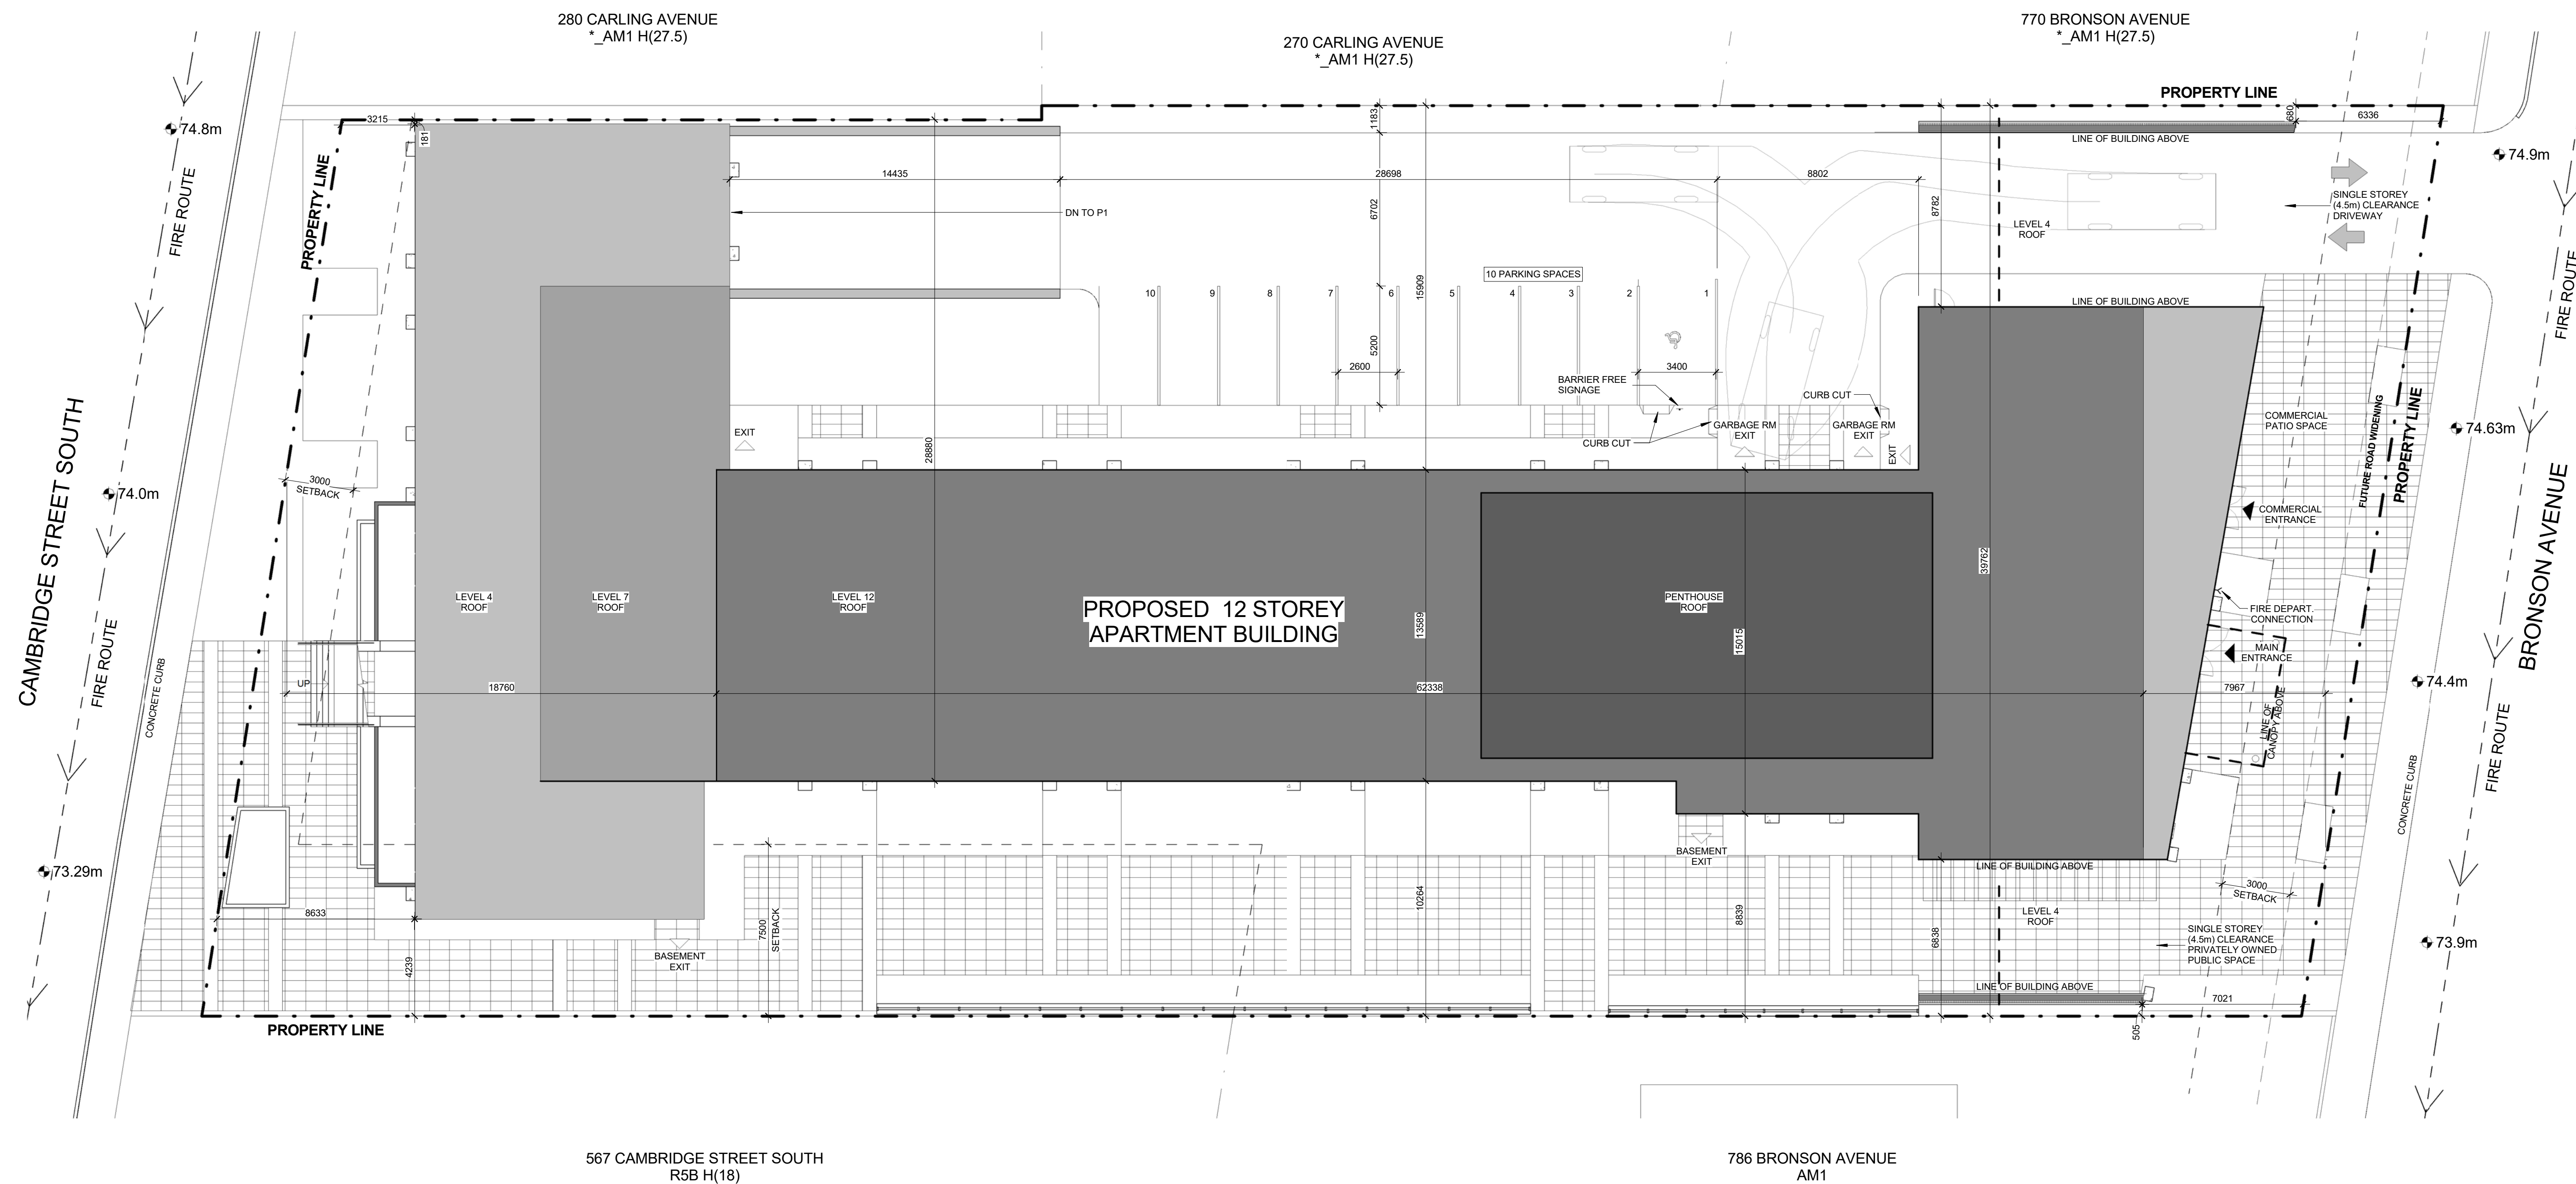 280 CARLING AVENUE
*_AM1 H(27.5)
270 CARLING AVENUE
*_AM1 H(27.5)
770 BRONSON AVENUE
*_AM1 H(27.5)
PROPERTY LINE
3215
181
1183
680
6336
LINE OF BUILDING ABOVE
74.8m
74.9m
FIRE ROUTE
PROPERTY LINE
14435
28698
8802
6702
8782
DN TO P1
SINGLE STOREY
(4.5m) CLEARANCE
DRIVEWAY
LEVEL 4
ROOF
FIRE ROUTE
10 PARKING SPACES
15909
10
9
8
7
6
5
4
3
2
1
LINE OF BUILDING ABOVE
5200
2600
3400
BARRIER FREE
SIGNAGE
CURB CUT
CURB CUT
GARBAGE RM
EXIT
GARBAGE RM
EXIT
EXIT
EXIT
28880
COMMERCIAL
PATIO SPACE
FUTURE ROAD WIDENING
PROPERTY LINE
74.63m
74.0m
3000
SETBACK
COMMERCIAL
ENTRANCE
CAMBRIDGE STREET SOUTH
BRONSON AVENUE
39762
LEVEL 4
ROOF
LEVEL 7
ROOF
LEVEL 12
ROOF
PROPOSED 12 STOREY
APARTMENT BUILDING
13589
PENTHOUSE
ROOF
15015
FIRE DEPART.
CONNECTION
MAIN
ENTRANCE
FIRE ROUTE
CONCRETE CURB
UP
18760
62338
7967
74.4m
LINE OF
CANOPY ABOVE
FIRE ROUTE
CONCRETE CURB
73.29m
BASEMENT
EXIT
LINE OF BUILDING ABOVE
3000
SETBACK
8633
4239
BASEMENT
EXIT
7500
SETBACK
10264
8839
6838
LEVEL 4
ROOF
SINGLE STOREY
(4.5m) CLEARANCE
PRIVATELY OWNED
PUBLIC SPACE
73.9m
LINE OF BUILDING ABOVE
7021
505
PROPERTY LINE
567 CAMBRIDGE STREET SOUTH
R5B H(18)
786 BRONSON AVENUE
AM1